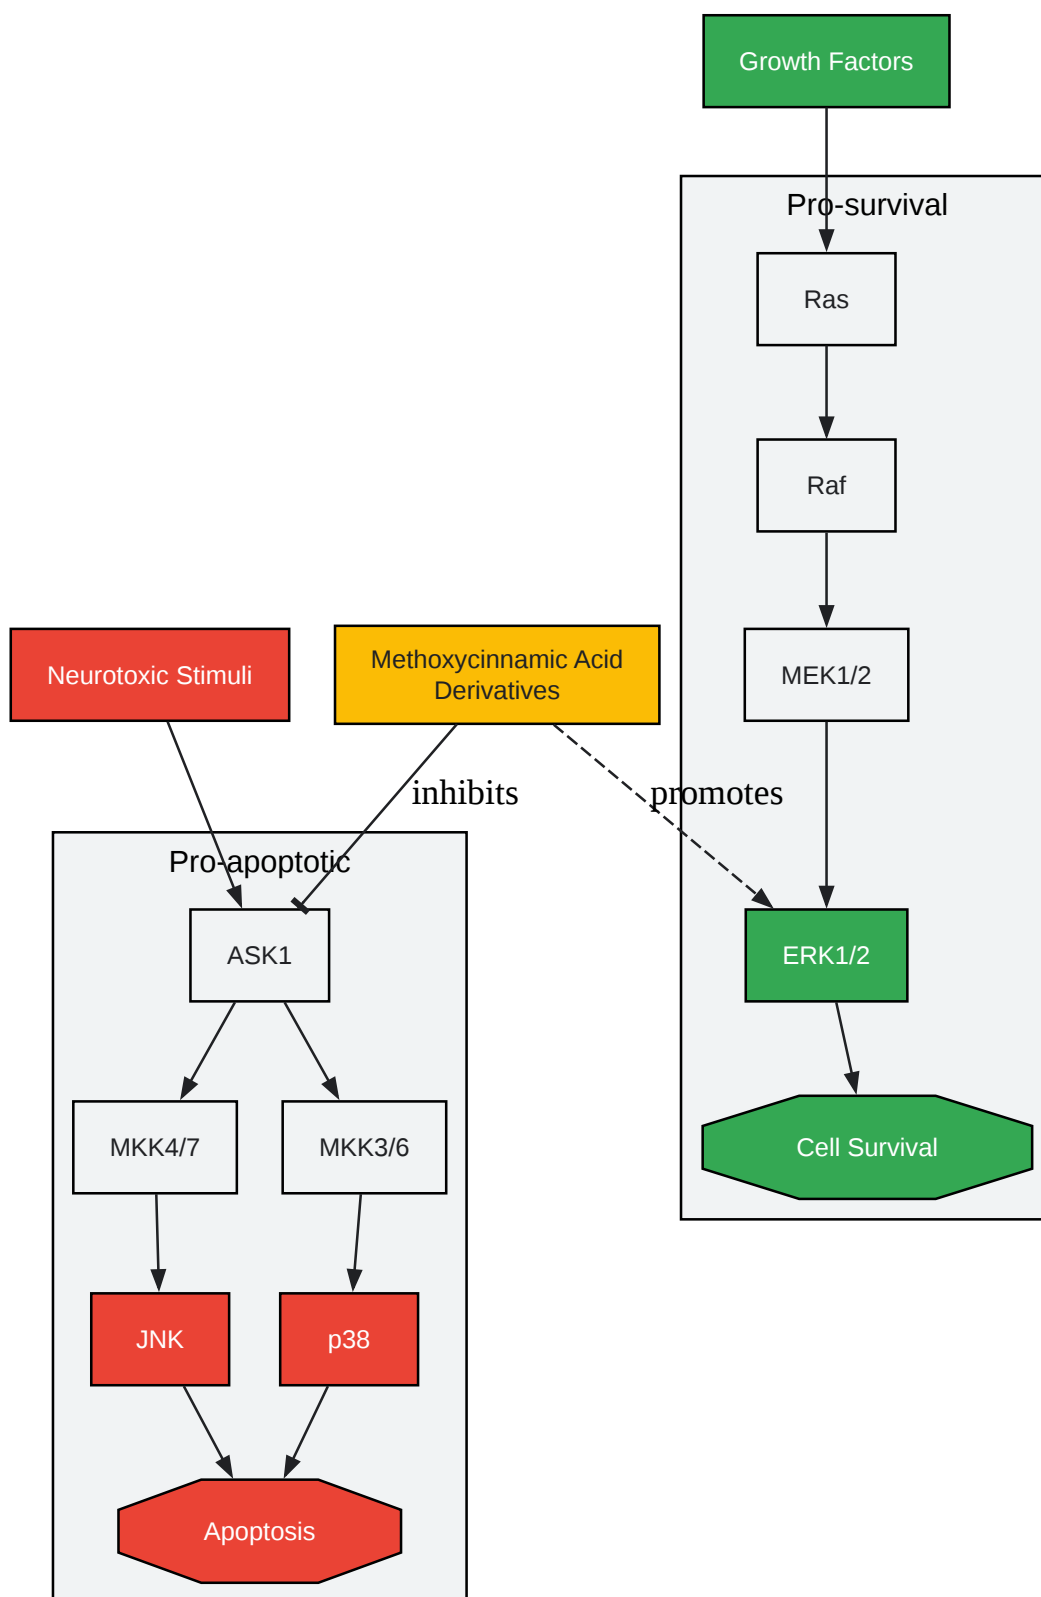 Growth Factors
Pro-survival
Ras
Raf
Neurotoxic Stimuli
Methoxycinnamic Acid
Derivatives
MEK1/2
inhibits
promotes
Pro-apoptotic
ASK1
ERK1/2
MKK4/7
MKK3/6
Cell Survival
JNK
p38
Apoptosis